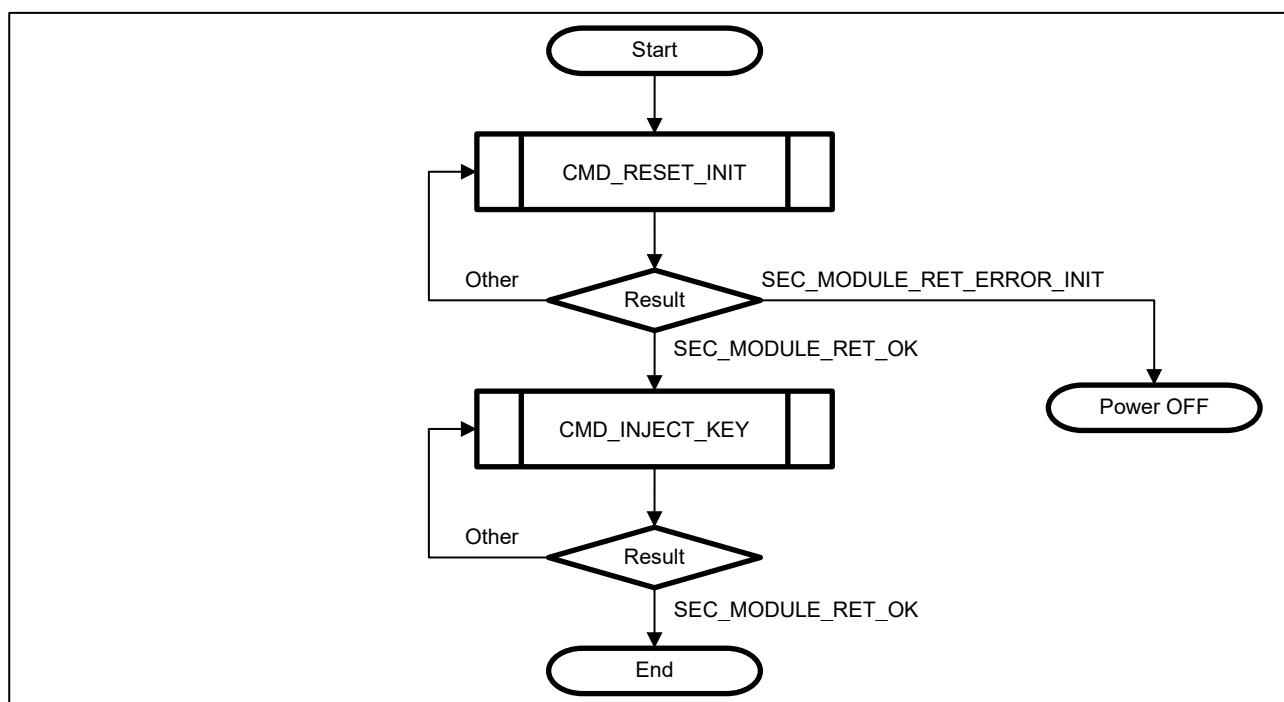 Start
CMD_RESET_INIT
Other
Result
SEC_MODULE_RET_ERROR_INIT
SEC_MODULE_RET_OK
Power OFF
CMD_INJECT_KEY
Other
Result
SEC_MODULE_RET_OK
End